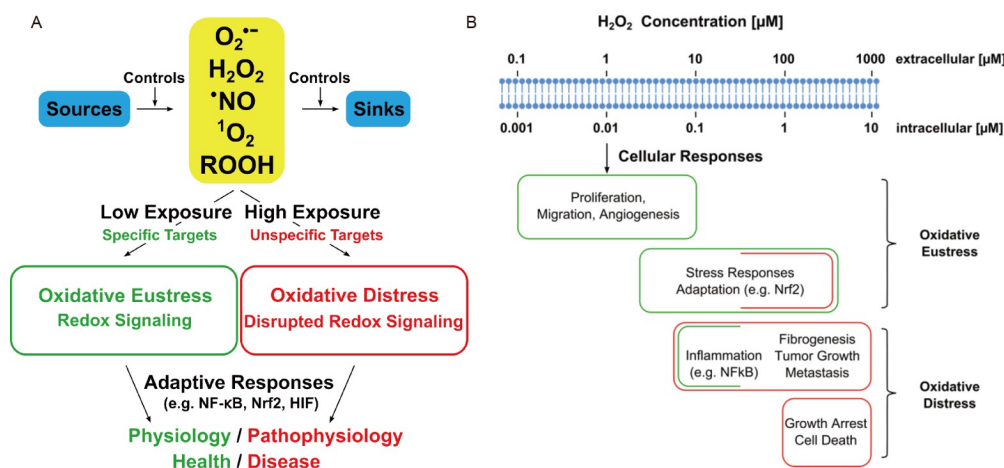 A
Sources
Controls
O₂•−
H₂O₂
•NO
¹O₂
ROOH
Controls
Sinks
Low Exposure High Exposure
Specific Targets Unspecific Targets
Oxidative Eustress
Redox Signaling
Oxidative Distress
Disrupted Redox Signaling
Adaptive Responses
(e.g. NF-κB, Nrf2, HIF)
Physiology / Pathophysiology
Health / Disease
B
H₂O₂ Concentration [µM]
0.1 1 10 100 1000 extracellular [µM]
0.001 0.01 0.1 1 10 intracellular [µM]
Cellular Responses
Proliferation,
Migration, Angiogenesis
Stress Responses
Adaptation (e.g. Nrf2)
Oxidative
Eustress
Inflammation
(e.g. NFkB)
Fibrogenesis
Tumor Growth
Metastasis
Growth Arrest
Cell Death
Oxidative
Distress